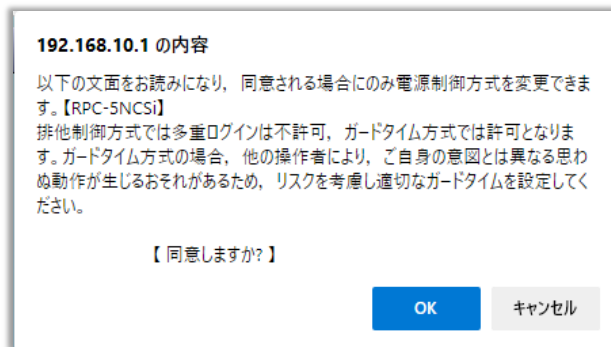 192.168.10.1 の内容
以下の文面をお読みになり，同意される場合にのみ電源制御方式を変更できま
す。【RPC-5NCSi】
排他制御方式では多重ログインは不許可，ガードタイム方式では許可となりま
す。ガードタイム方式の場合，他の操作者により，ご自身の意図とは異なる思わ
ぬ動作が生じるおそれがあるため，リスクを考慮し適切なガードタイムを設定してく
ださい。
【 同意しますか? 】
OK
キャンセル